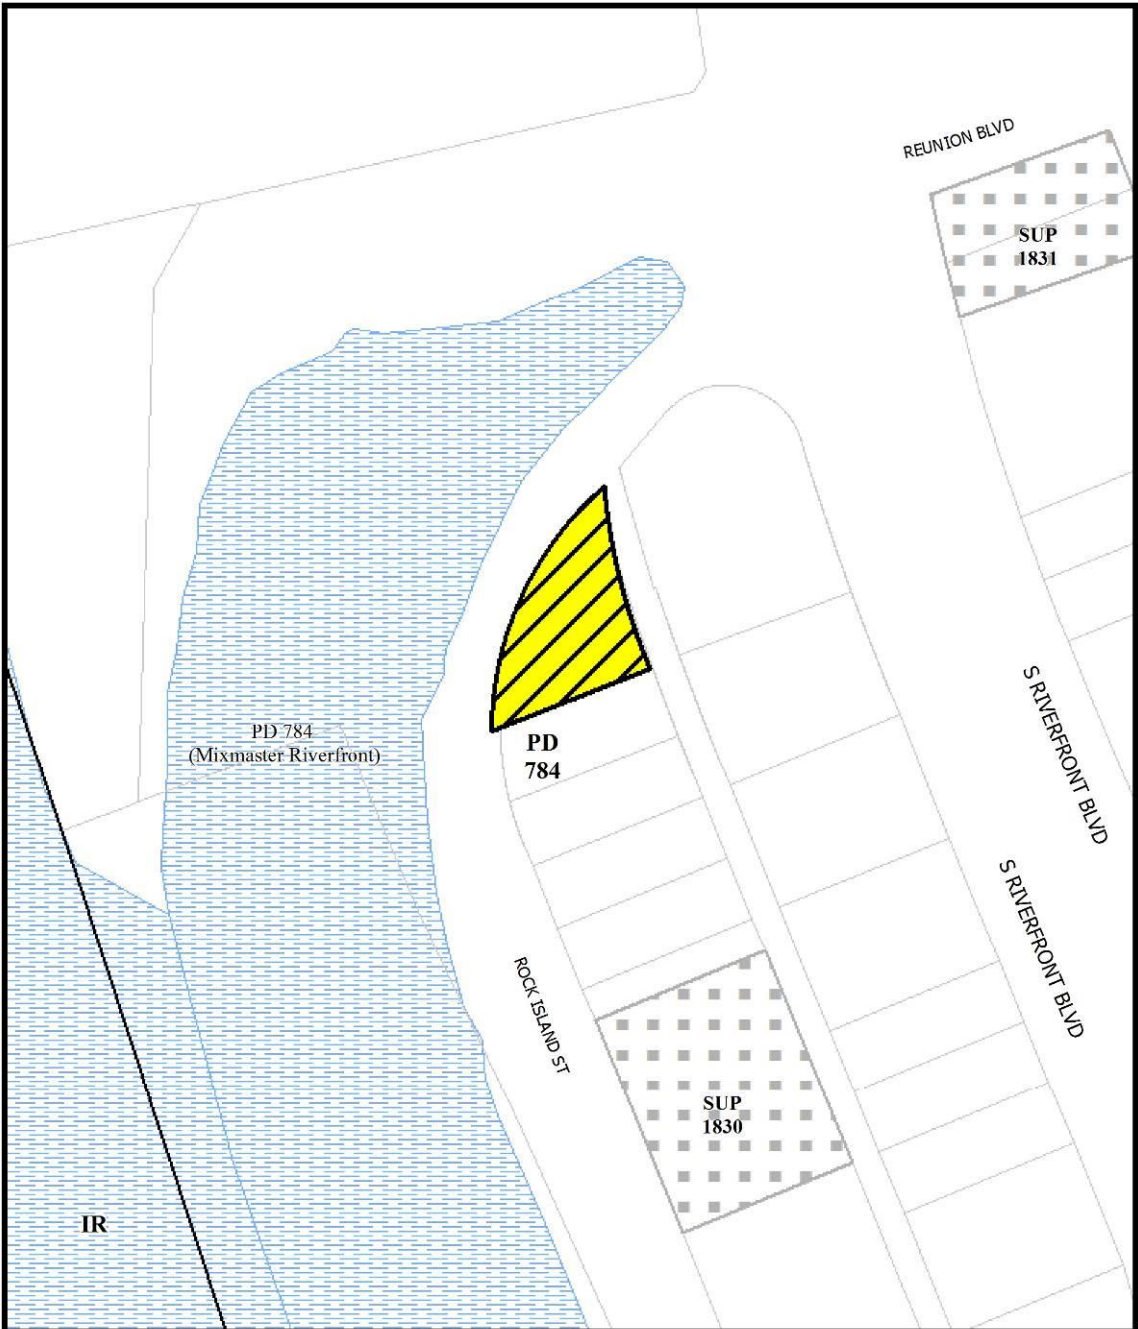 REUNION BLVD
SUP
1831
S RIVERFRONT BLVD
PD 784
(Mixmaster Riverfront)
PD
784
S RIVERFRONT BLVD
ROCK ISLAND ST
SUP
1830
IR